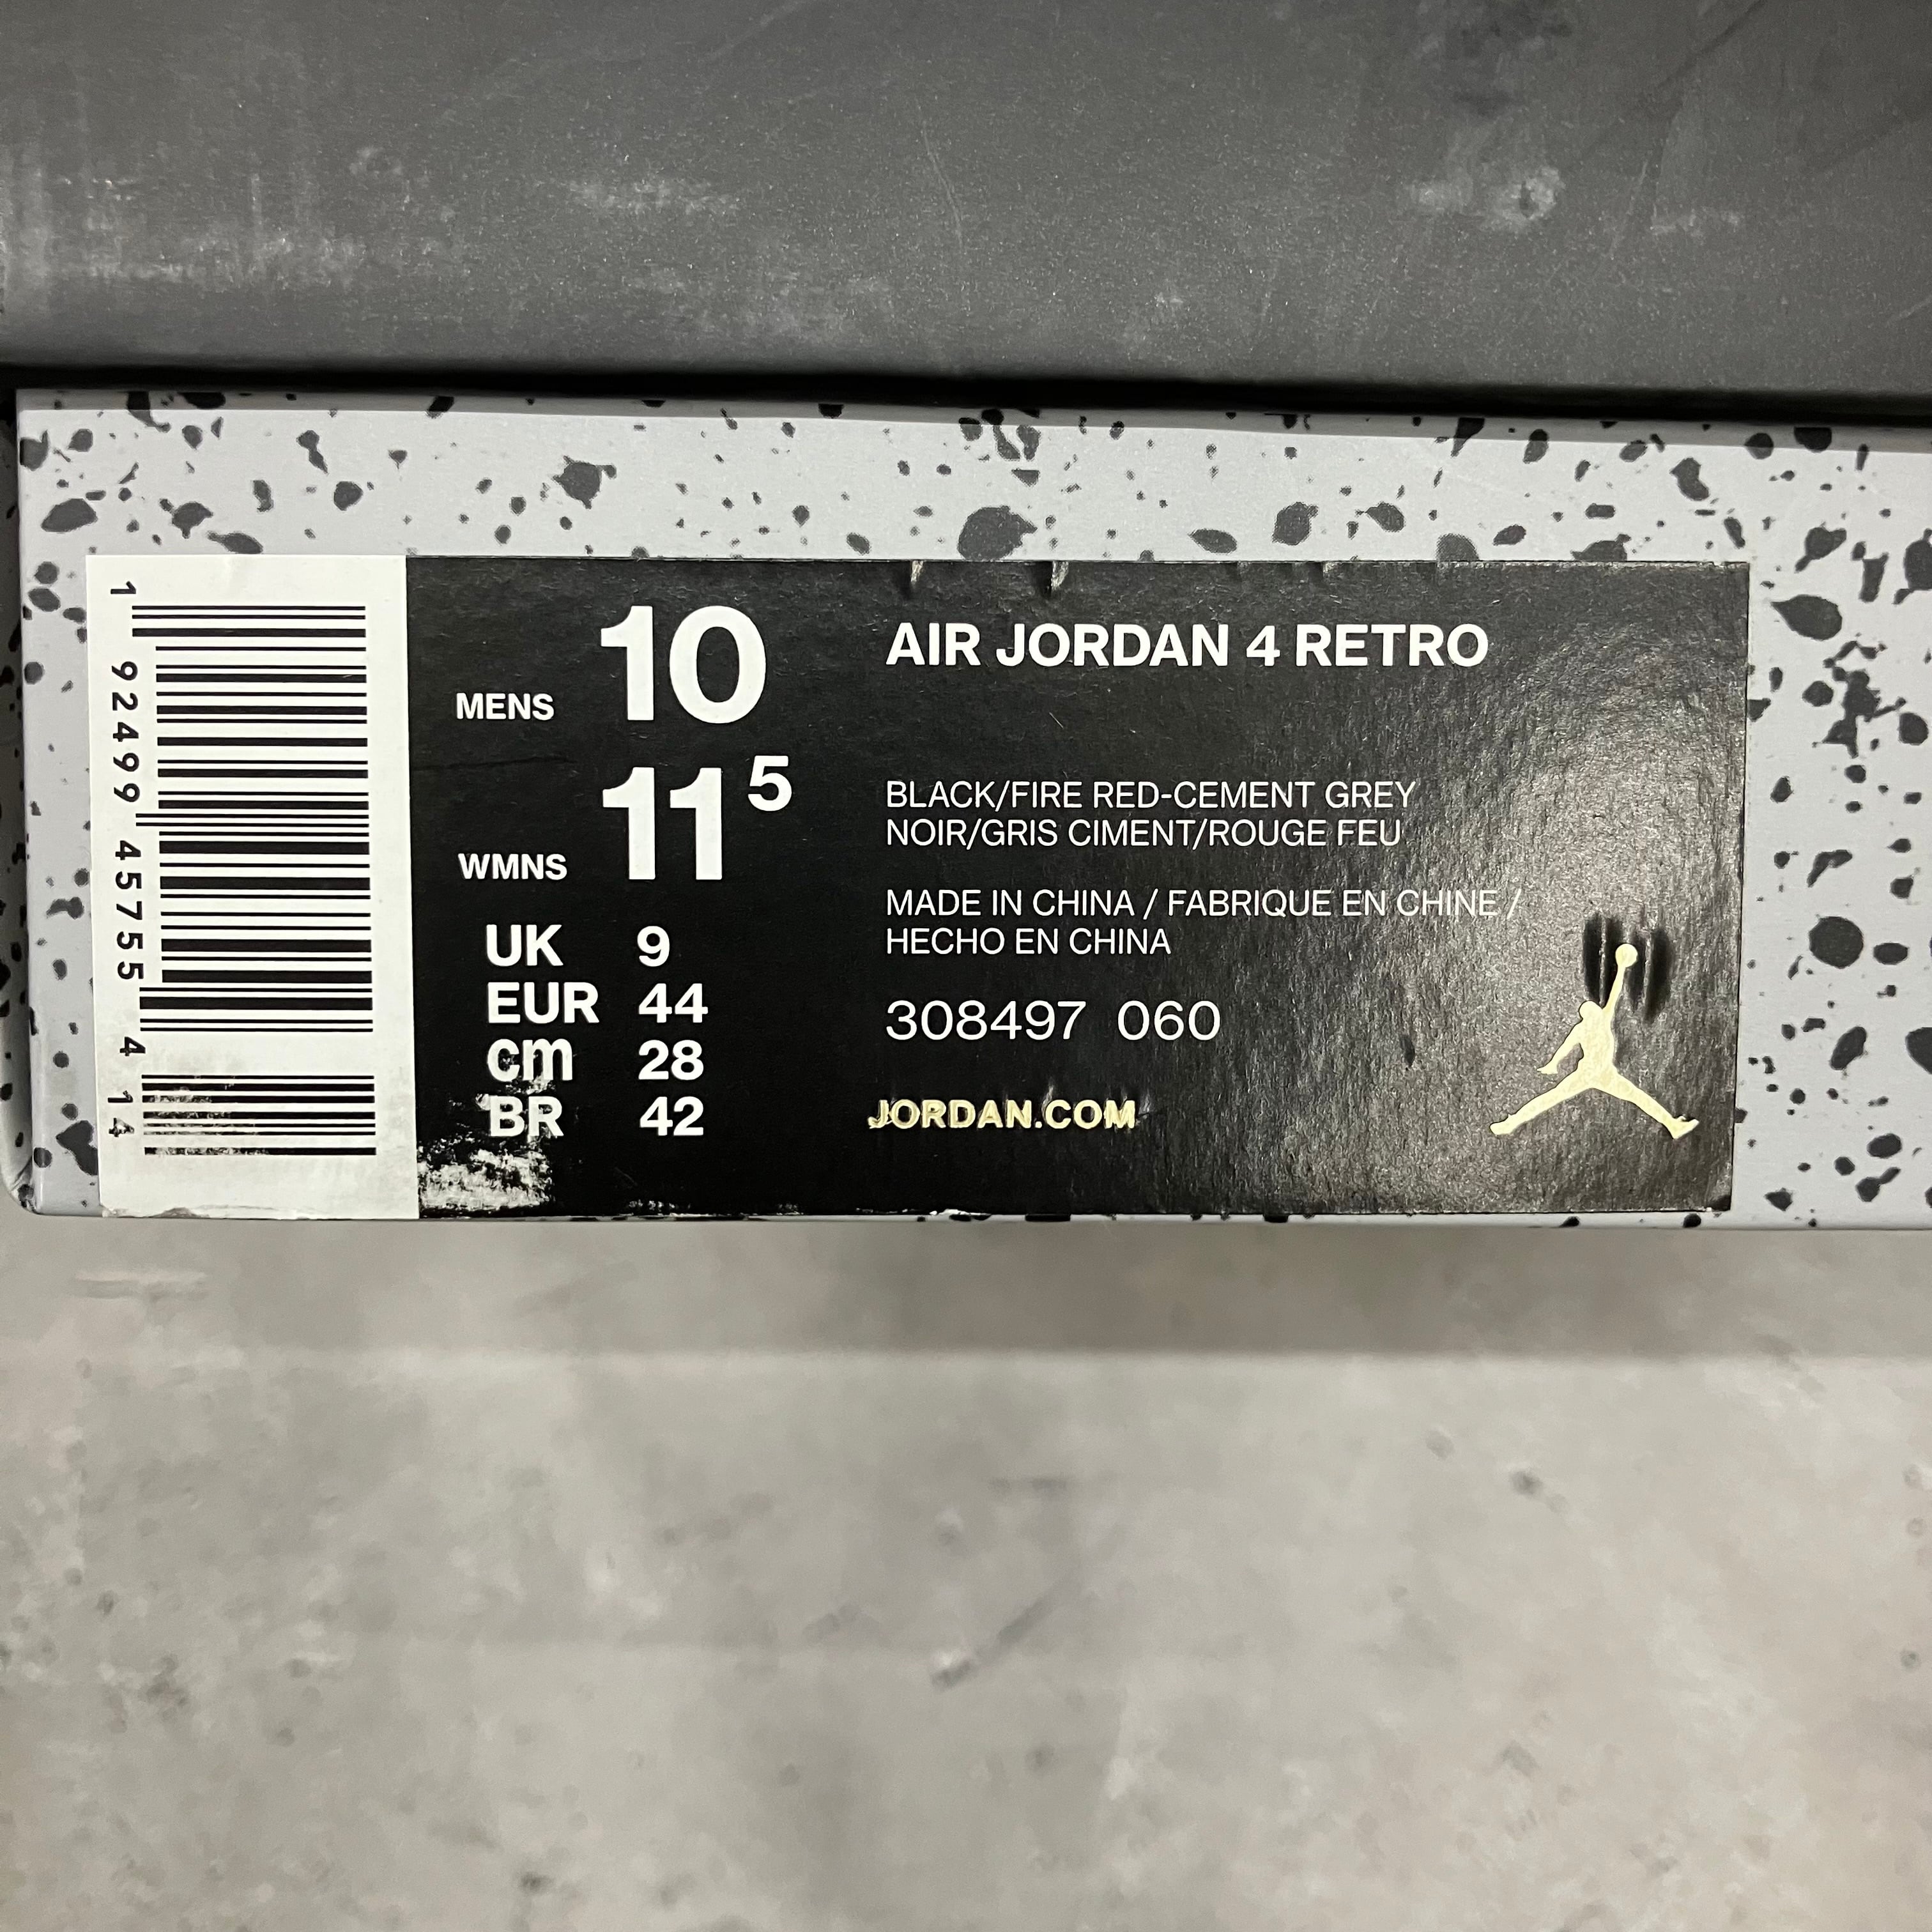 1 92499 45755 4 14
MENS 10
WMNS 11 5
UK 9
EUR 44
cm 28
BR 42
AIR JORDAN 4 RETRO
BLACK/FIRE RED-CEMENT GREY
NOIR/GRIS CIMENT/ROUGE FEU
MADE IN CHINA / FABRIQUE EN CHINE /
HECHO EN CHINA
308497 060
JORDAN.COM